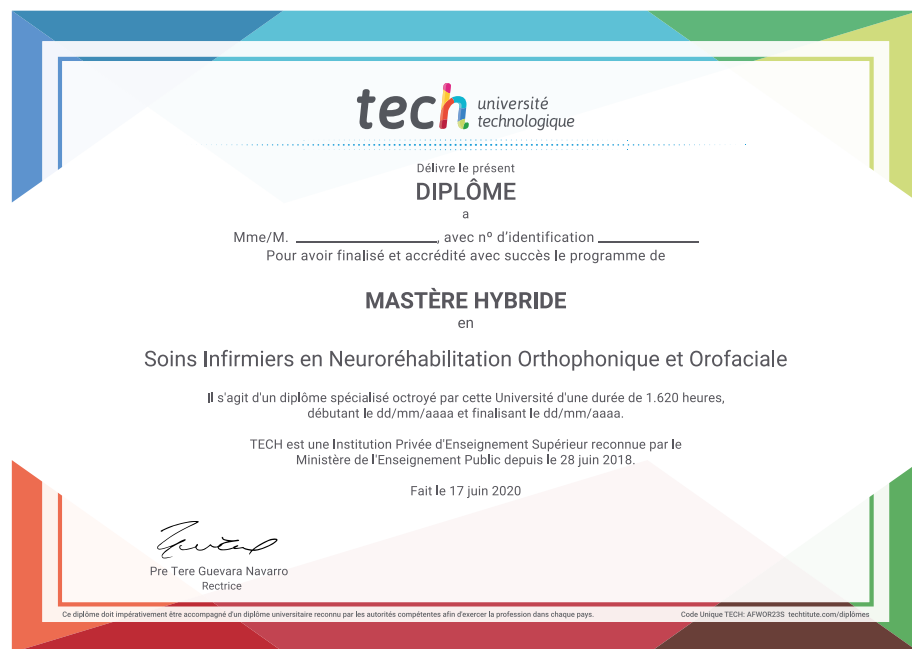 tech université
technologique
Délivre le présent
DIPLÔME
a
Mme/M. ____________, avec nº d'identification ____________
Pour avoir finalisé et accrédité avec succès le programme de
MASTÈRE HYBRIDE
en
Soins Infirmiers en Neuroréhabilitation Orthophonique et Orofaciale
Il s'agit d'un diplôme spécialisé octroyé par cette Université d'une durée de 1.620 heures,
débutant le dd/mm/aaaa et finalisant le dd/mm/aaaa.
TECH est une Institution Privée d'Enseignement Supérieur reconnue par le
Ministère de l'Enseignement Public depuis le 28 juin 2018.
Fait le 17 juin 2020
Pre Tere Guevara Navarro
Rectrice
Ce diplôme doit impérativement être accompagné d'un diplôme universitaire reconnu par les autorités compétentes afin d'exercer la profession dans chaque pays.
Code Unique TECH: AFWOR23S techtitute.com/diplômes